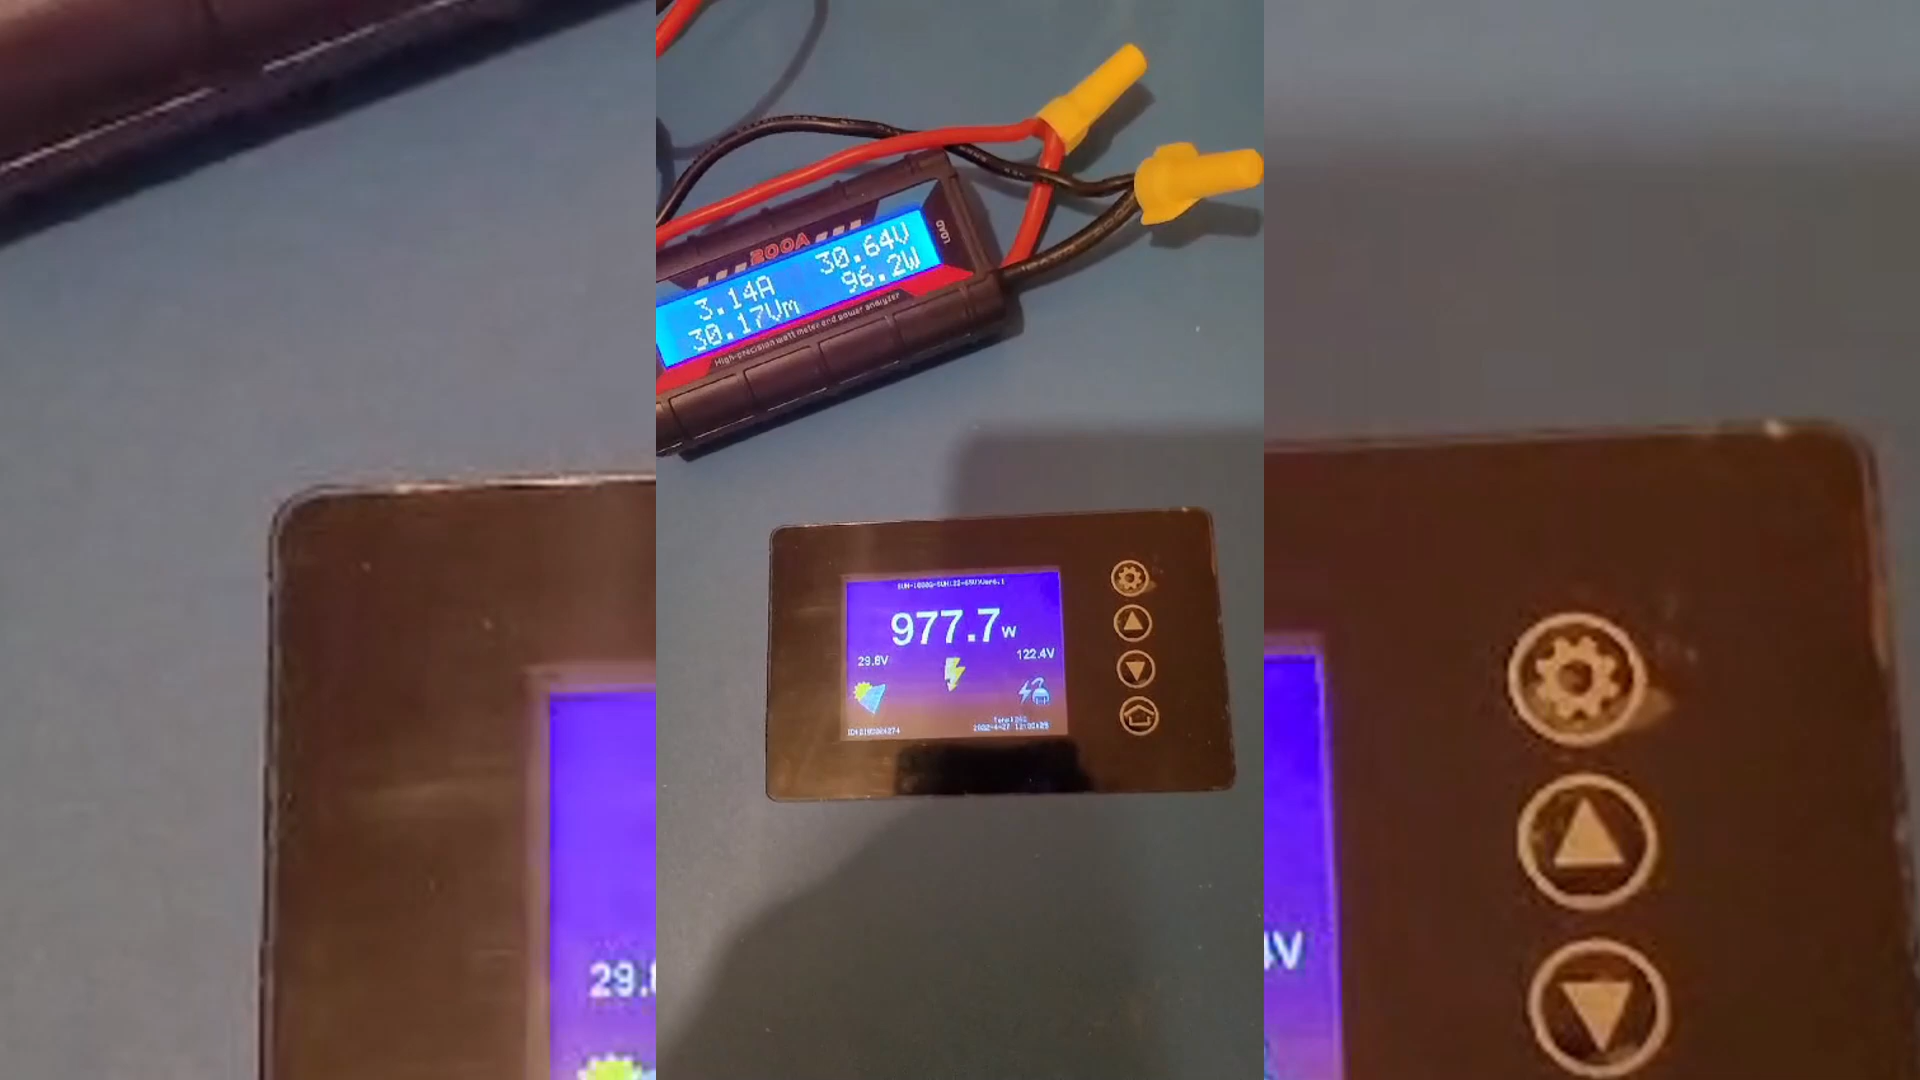 200A
LOAD
3.14A 30.64V
30.17Vm 96.2W
High-precision watt meter and power analyzer
977.7W
29.8V 122.4V
29.
V